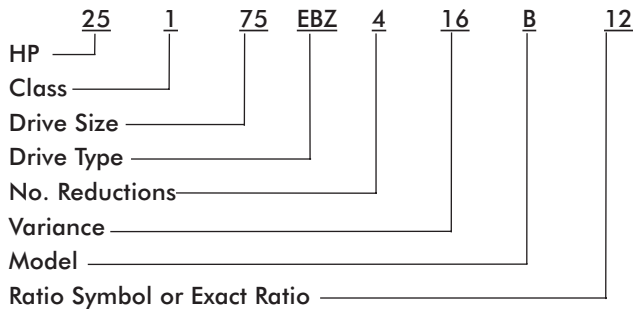 25 1 75 EBZ 4 16 B 12
HP
Class
Drive Size
Drive Type
No. Reductions
Variance
Model
Ratio Symbol or Exact Ratio